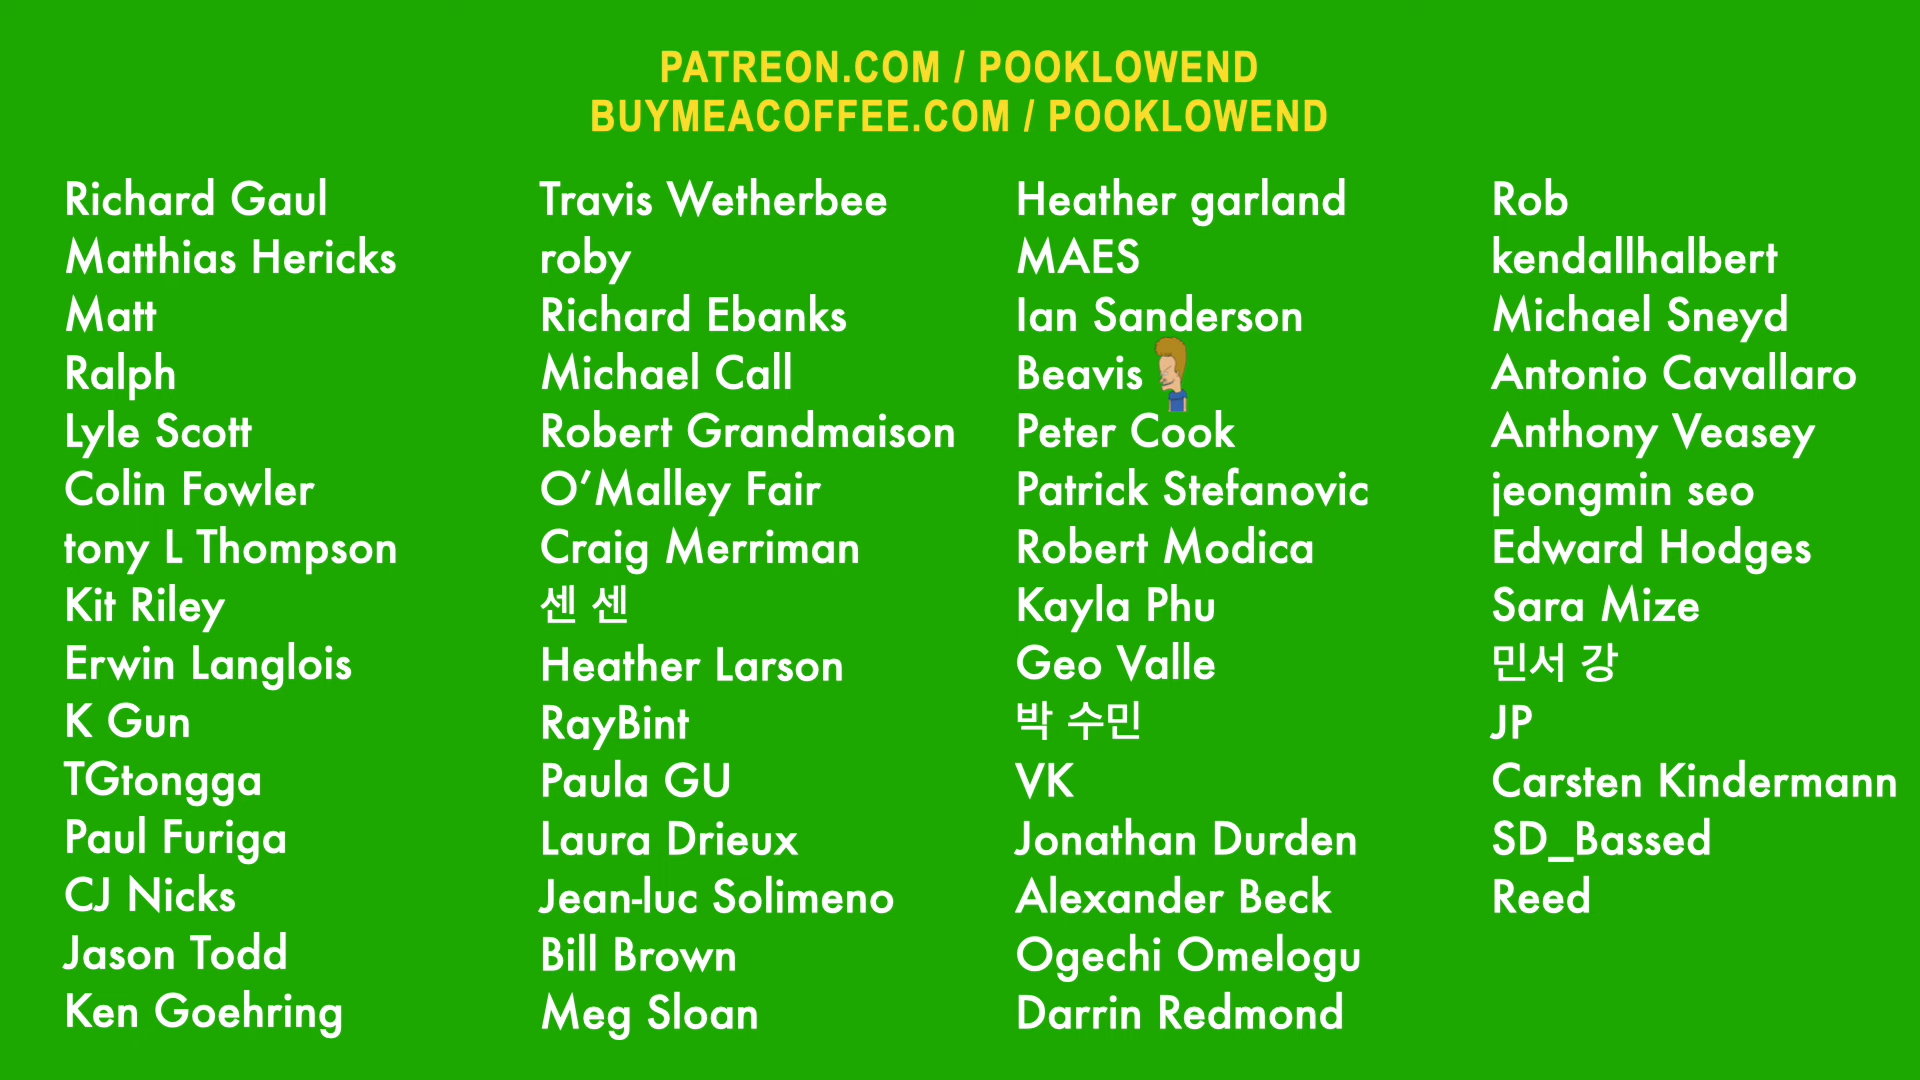 PATREON.COM / POOKLOWEND
BUYMEACOFFEE.COM / POOKLOWEND
Richard Gaul
Matthias Hericks
Matt
Ralph
Lyle Scott
Colin Fowler
tony L Thompson
Kit Riley
Erwin Langlois
K Gun
TGtongga
Paul Furiga
CJ Nicks
Jason Todd
Ken Goehring
Travis Wetherbee
roby
Richard Ebanks
Michael Call
Robert Grandmaison
O’Malley Fair
Craig Merriman
센 센
Heather Larson
RayBint
Paula GU
Laura Drieux
Jean-luc Solimeno
Bill Brown
Meg Sloan
Heather garland
MAES
Ian Sanderson
Beavis
Peter Cook
Patrick Stefanovic
Robert Modica
Kayla Phu
Geo Valle
박 수민
VK
Jonathan Durden
Alexander Beck
Ogechi Omelogu
Darrin Redmond
Rob
kendallhalbert
Michael Sneyd
Antonio Cavallaro
Anthony Veasey
jeongmin seo
Edward Hodges
Sara Mize
민서 강
JP
Carsten Kindermann
SD_Bassed
Reed